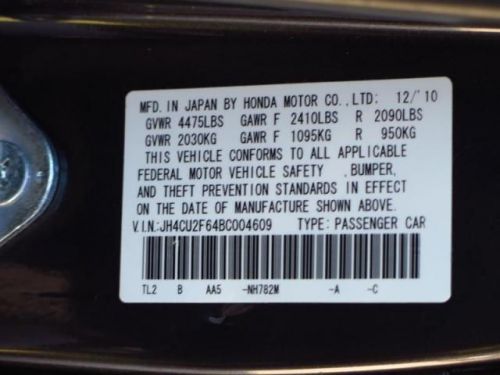 MFD. IN JAPAN BY HONDA MOTOR CO., LTD: 12/'10
GVWR 4475LBS GAWR F 2410LBS R 2090LBS
GVWR 2030KG GAWR F 1095KG R 950KG
THIS VEHICLE CONFORMS TO ALL APPLICABLE
FEDERAL MOTOR VEHICLE SAFETY ,BUMPER,
AND THEFT PREVENTION STANDARDS IN EFFECT
ON THE DATE OF MANUFACTURE SHOWN ABOVE.
V.I.N.:JH4CU2F64BC004609 TYPE: PASSENGER CAR
TL2 B AA5 -NH782M -A -C